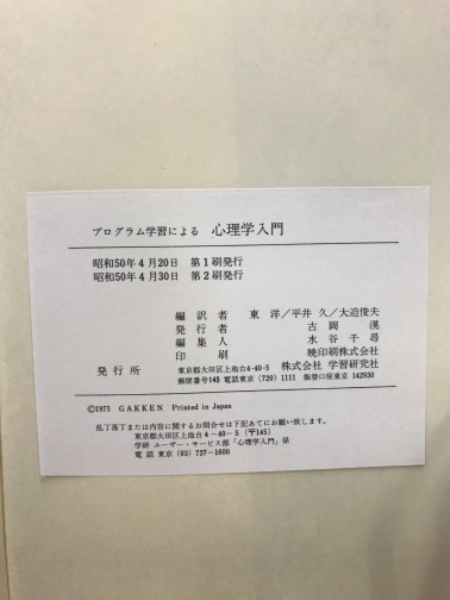 プログラム学習による 心理学入門
昭和50年4月20日 第1刷発行
昭和50年4月30日 第2刷発行
編訳者 東 洋/平井 久/大迫俊夫
発行者 古岡 滉
編集人 水谷千尋
印刷 暁印刷株式会社
発行所 東京都大田区上池台4-40-5 株式会社 学習研究社
郵便番号145 電話東京(720)1111 振替口座東京 142930
©1975 GAKKEN Printed in Japan
乱丁落丁または内容に関するお問合せは下記あてにお願い致します。
東京都大田区上池台4-40-5(〒145)
学研 ユーザー・サービス部「心理学入門」係
電話 東京(03)727-1600